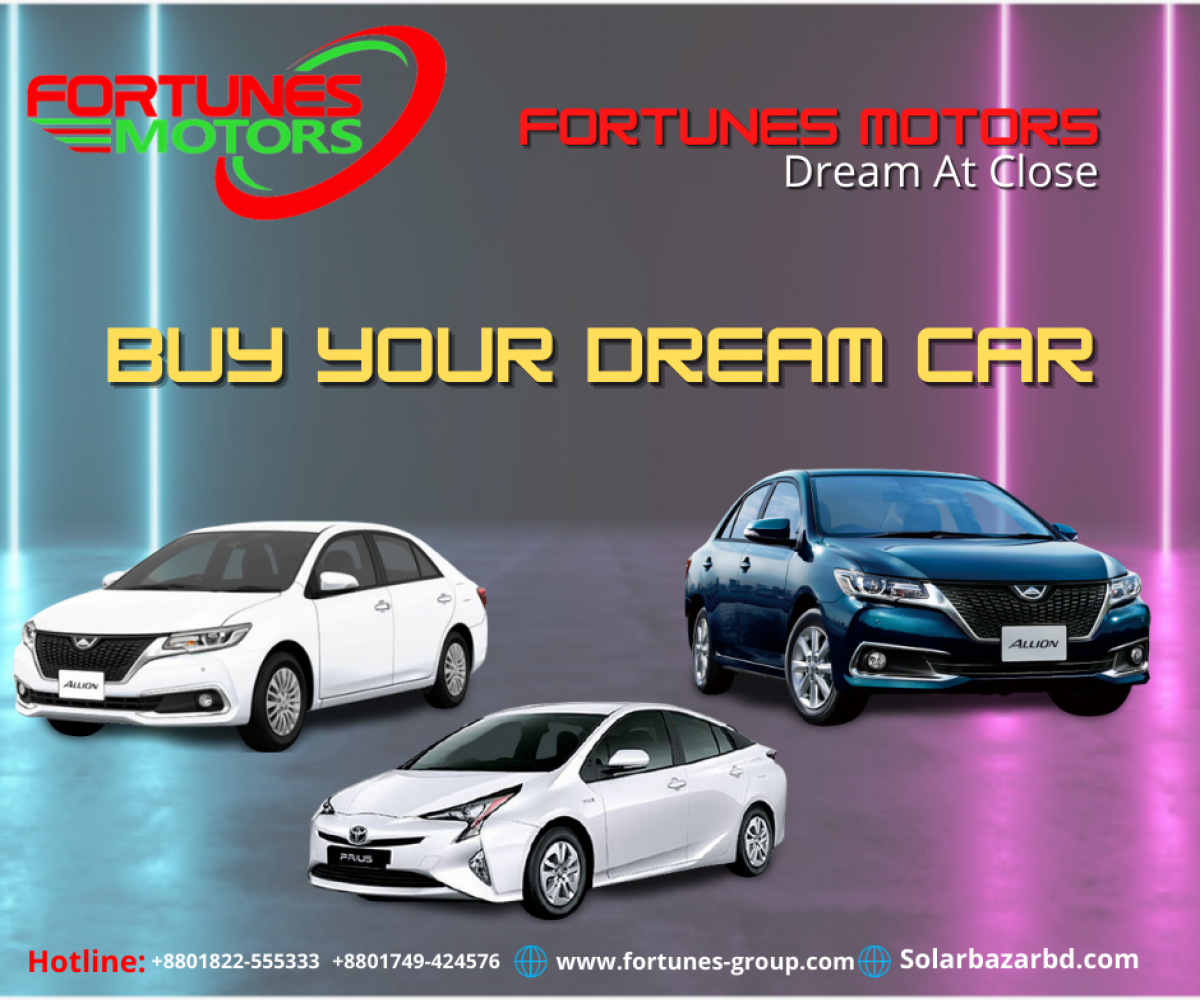 FORTUNES
MOTORS
FORTUNES MOTORS
Dream At Close
BUY YOUR DREAM CAR
ALLION
ALLION
PRIUS
Hotline: +8801822-555333 +8801749-424576 www.fortunes-group.com Solarbazarbd.com